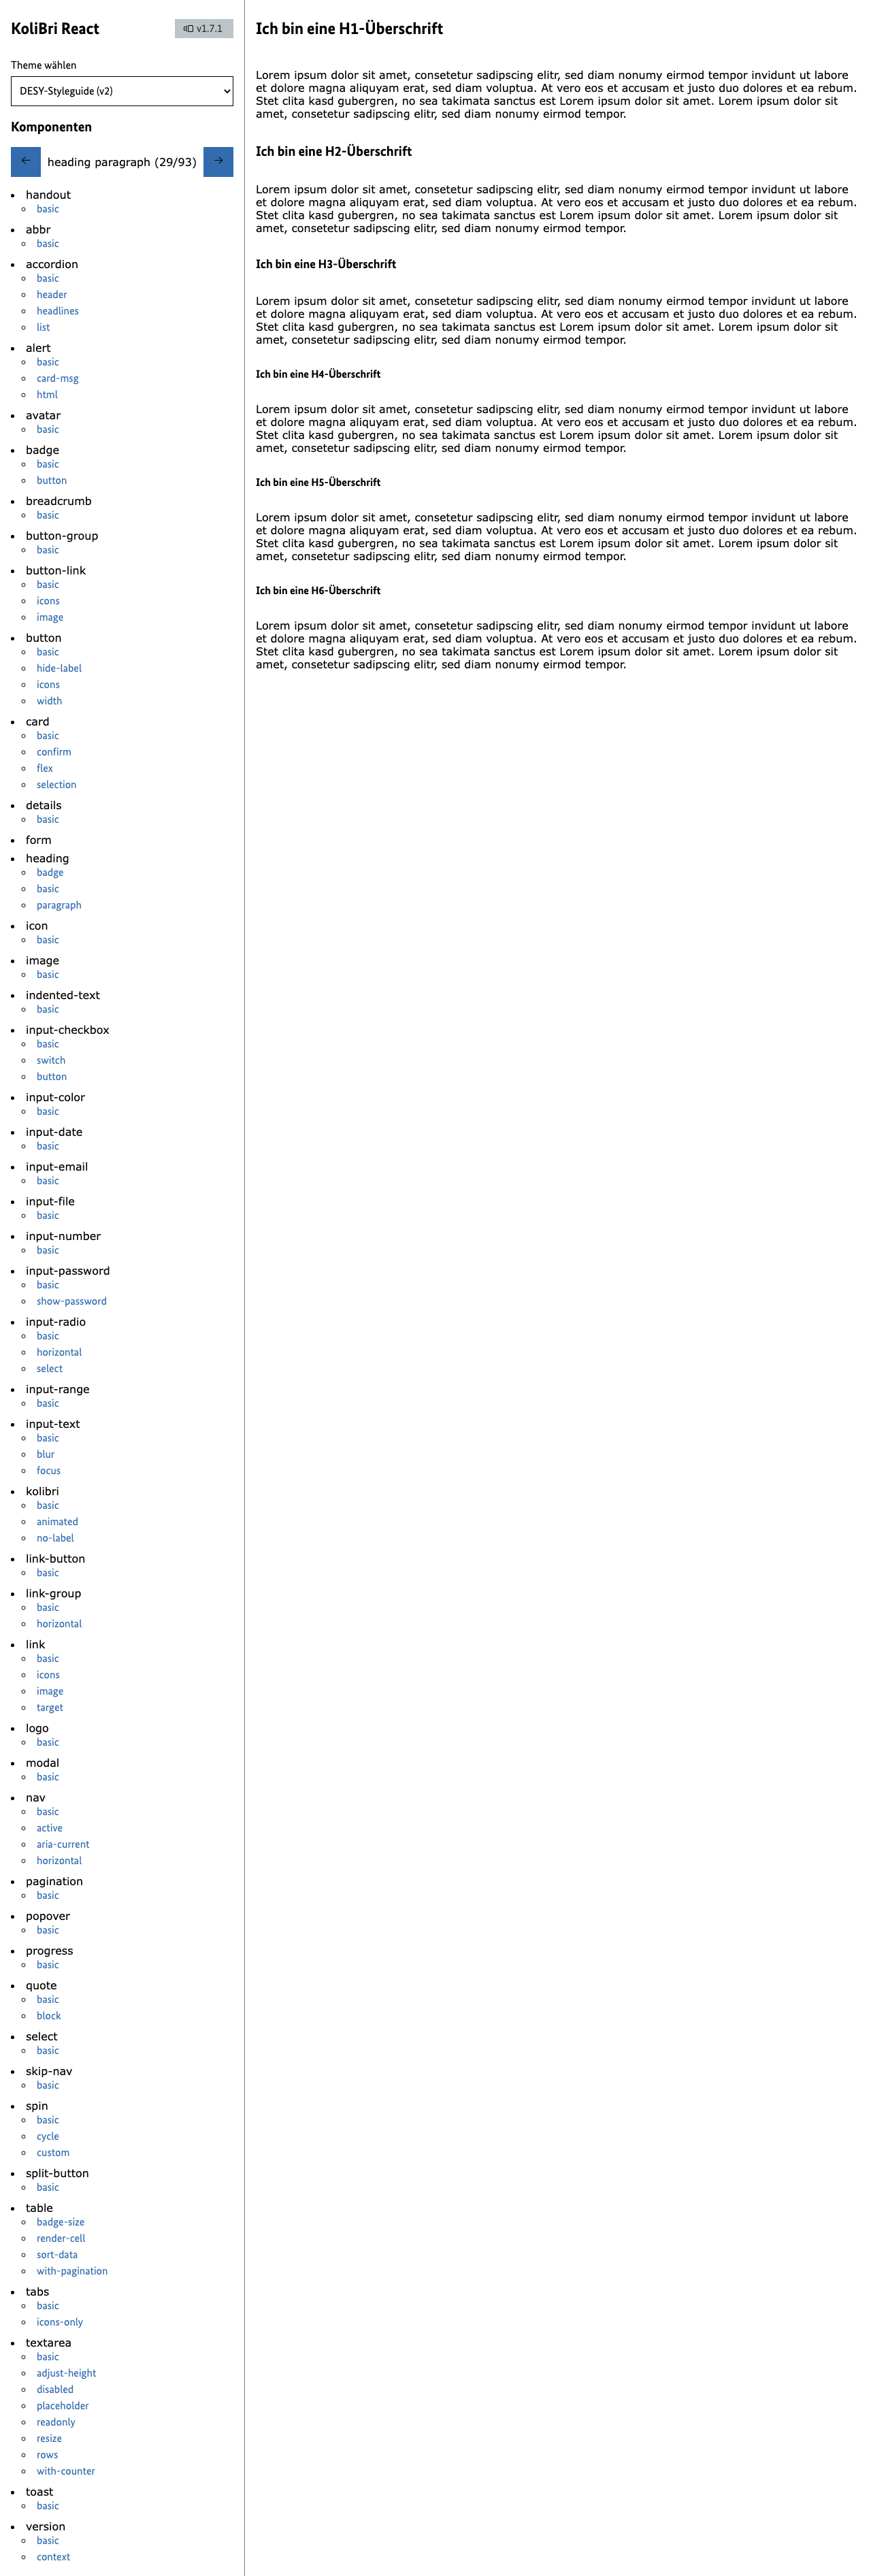 KoliBri React
v1.7.1
Theme wählen
DESY-Styleguide (v2)
Komponenten
← heading paragraph (29/93) →
handout
basic
abbr
basic
accordion
basic
header
headlines
list
alert
basic
card-msg
html
avatar
basic
badge
basic
button
breadcrumb
basic
button-group
basic
button-link
basic
icons
image
button
basic
hide-label
icons
width
card
basic
confirm
flex
selection
details
basic
form
heading
badge
basic
paragraph
icon
basic
image
basic
indented-text
basic
input-checkbox
basic
switch
button
input-color
basic
input-date
basic
input-email
basic
input-file
basic
input-number
basic
input-password
basic
show-password
input-radio
basic
horizontal
select
input-range
basic
input-text
basic
blur
focus
kolibri
basic
animated
no-label
link-button
basic
link-group
basic
horizontal
link
basic
icons
image
target
logo
basic
modal
basic
nav
basic
active
aria-current
horizontal
pagination
basic
popover
basic
progress
basic
quote
basic
block
select
basic
skip-nav
basic
spin
basic
cycle
custom
split-button
basic
table
badge-size
render-cell
sort-data
with-pagination
tabs
basic
icons-only
textarea
basic
adjust-height
disabled
placeholder
readonly
resize
rows
with-counter
toast
basic
version
basic
context
Ich bin eine H1-Überschrift
Lorem ipsum dolor sit amet, consetetur sadipscing elitr, sed diam nonumy eirmod tempor invidunt ut labore
et dolore magna aliquyam erat, sed diam voluptua. At vero eos et accusam et justo duo dolores et ea rebum.
Stet clita kasd gubergren, no sea takimata sanctus est Lorem ipsum dolor sit amet. Lorem ipsum dolor sit
amet, consetetur sadipscing elitr, sed diam nonumy eirmod tempor.
Ich bin eine H2-Überschrift
Lorem ipsum dolor sit amet, consetetur sadipscing elitr, sed diam nonumy eirmod tempor invidunt ut labore
et dolore magna aliquyam erat, sed diam voluptua. At vero eos et accusam et justo duo dolores et ea rebum.
Stet clita kasd gubergren, no sea takimata sanctus est Lorem ipsum dolor sit amet. Lorem ipsum dolor sit
amet, consetetur sadipscing elitr, sed diam nonumy eirmod tempor.
Ich bin eine H3-Überschrift
Lorem ipsum dolor sit amet, consetetur sadipscing elitr, sed diam nonumy eirmod tempor invidunt ut labore
et dolore magna aliquyam erat, sed diam voluptua. At vero eos et accusam et justo duo dolores et ea rebum.
Stet clita kasd gubergren, no sea takimata sanctus est Lorem ipsum dolor sit amet. Lorem ipsum dolor sit
amet, consetetur sadipscing elitr, sed diam nonumy eirmod tempor.
Ich bin eine H4-Überschrift
Lorem ipsum dolor sit amet, consetetur sadipscing elitr, sed diam nonumy eirmod tempor invidunt ut labore
et dolore magna aliquyam erat, sed diam voluptua. At vero eos et accusam et justo duo dolores et ea rebum.
Stet clita kasd gubergren, no sea takimata sanctus est Lorem ipsum dolor sit amet. Lorem ipsum dolor sit
amet, consetetur sadipscing elitr, sed diam nonumy eirmod tempor.
Ich bin eine H5-Überschrift
Lorem ipsum dolor sit amet, consetetur sadipscing elitr, sed diam nonumy eirmod tempor invidunt ut labore
et dolore magna aliquyam erat, sed diam voluptua. At vero eos et accusam et justo duo dolores et ea rebum.
Stet clita kasd gubergren, no sea takimata sanctus est Lorem ipsum dolor sit amet. Lorem ipsum dolor sit
amet, consetetur sadipscing elitr, sed diam nonumy eirmod tempor.
Ich bin eine H6-Überschrift
Lorem ipsum dolor sit amet, consetetur sadipscing elitr, sed diam nonumy eirmod tempor invidunt ut labore
et dolore magna aliquyam erat, sed diam voluptua. At vero eos et accusam et justo duo dolores et ea rebum.
Stet clita kasd gubergren, no sea takimata sanctus est Lorem ipsum dolor sit amet. Lorem ipsum dolor sit
amet, consetetur sadipscing elitr, sed diam nonumy eirmod tempor.